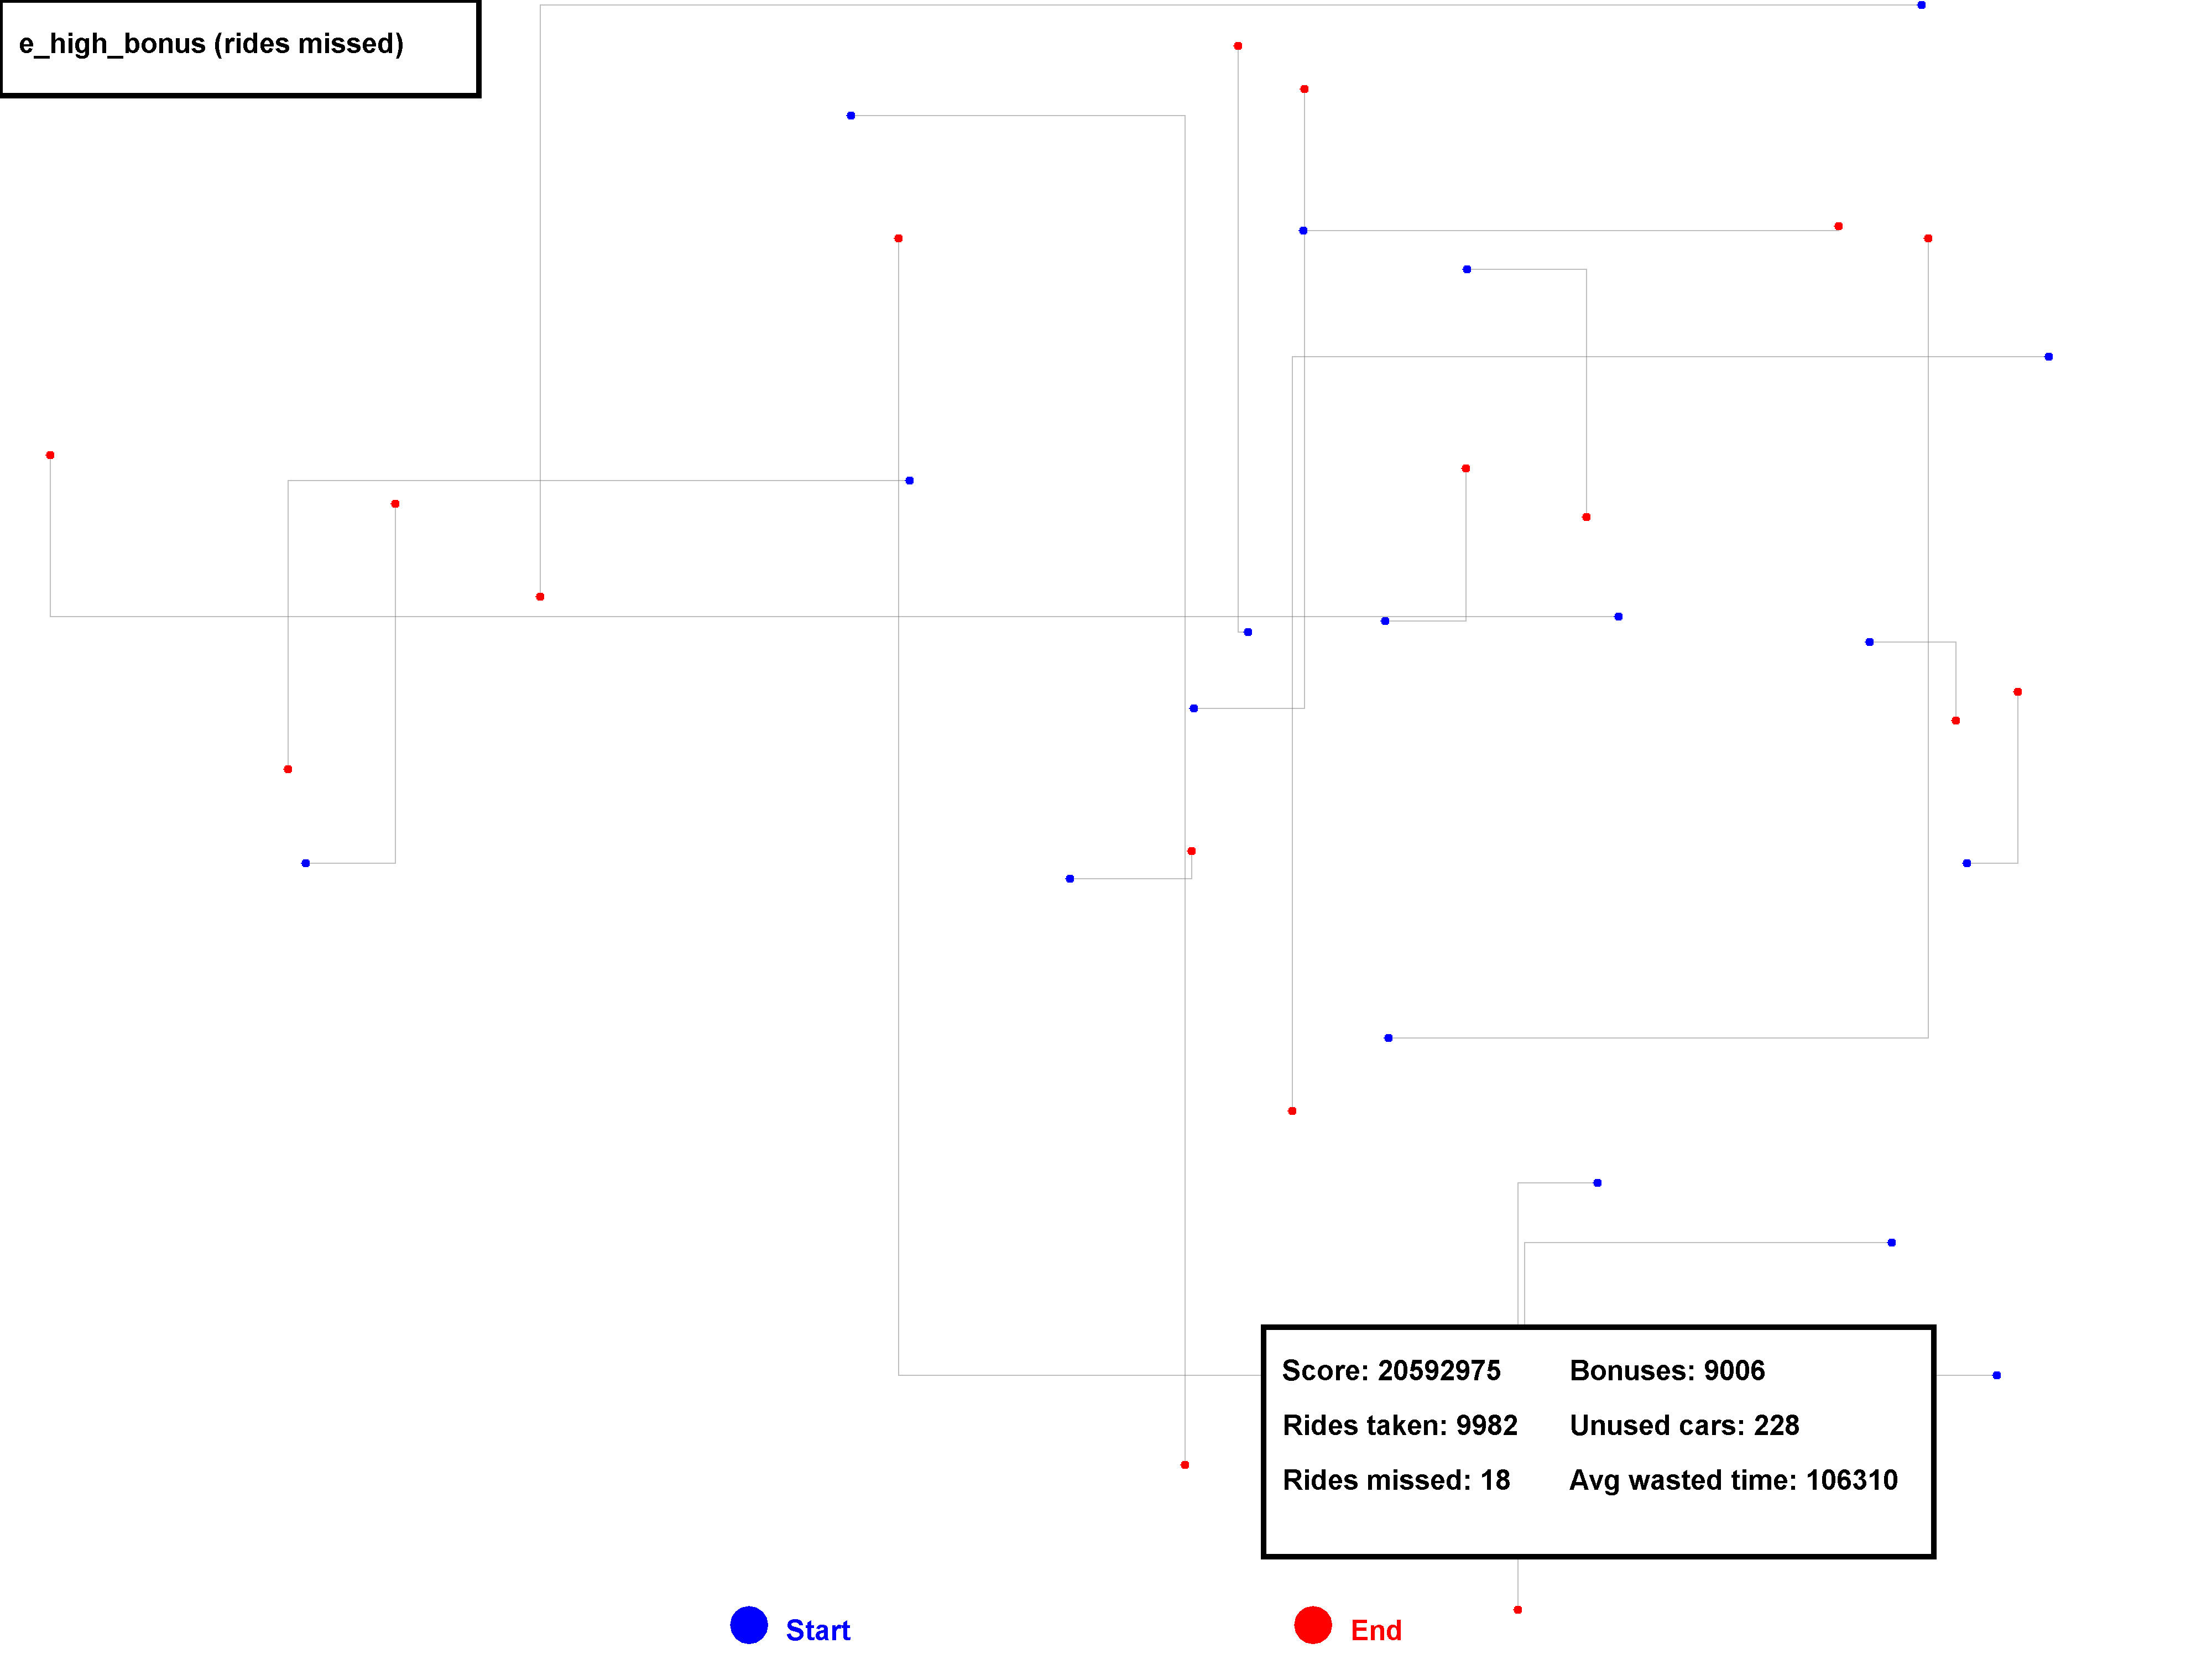 e_high_bonus (rides missed)
Score: 20592975 Bonuses: 9006
Rides taken: 9982 Unused cars: 228
Rides missed: 18 Avg wasted time: 106310
Start End